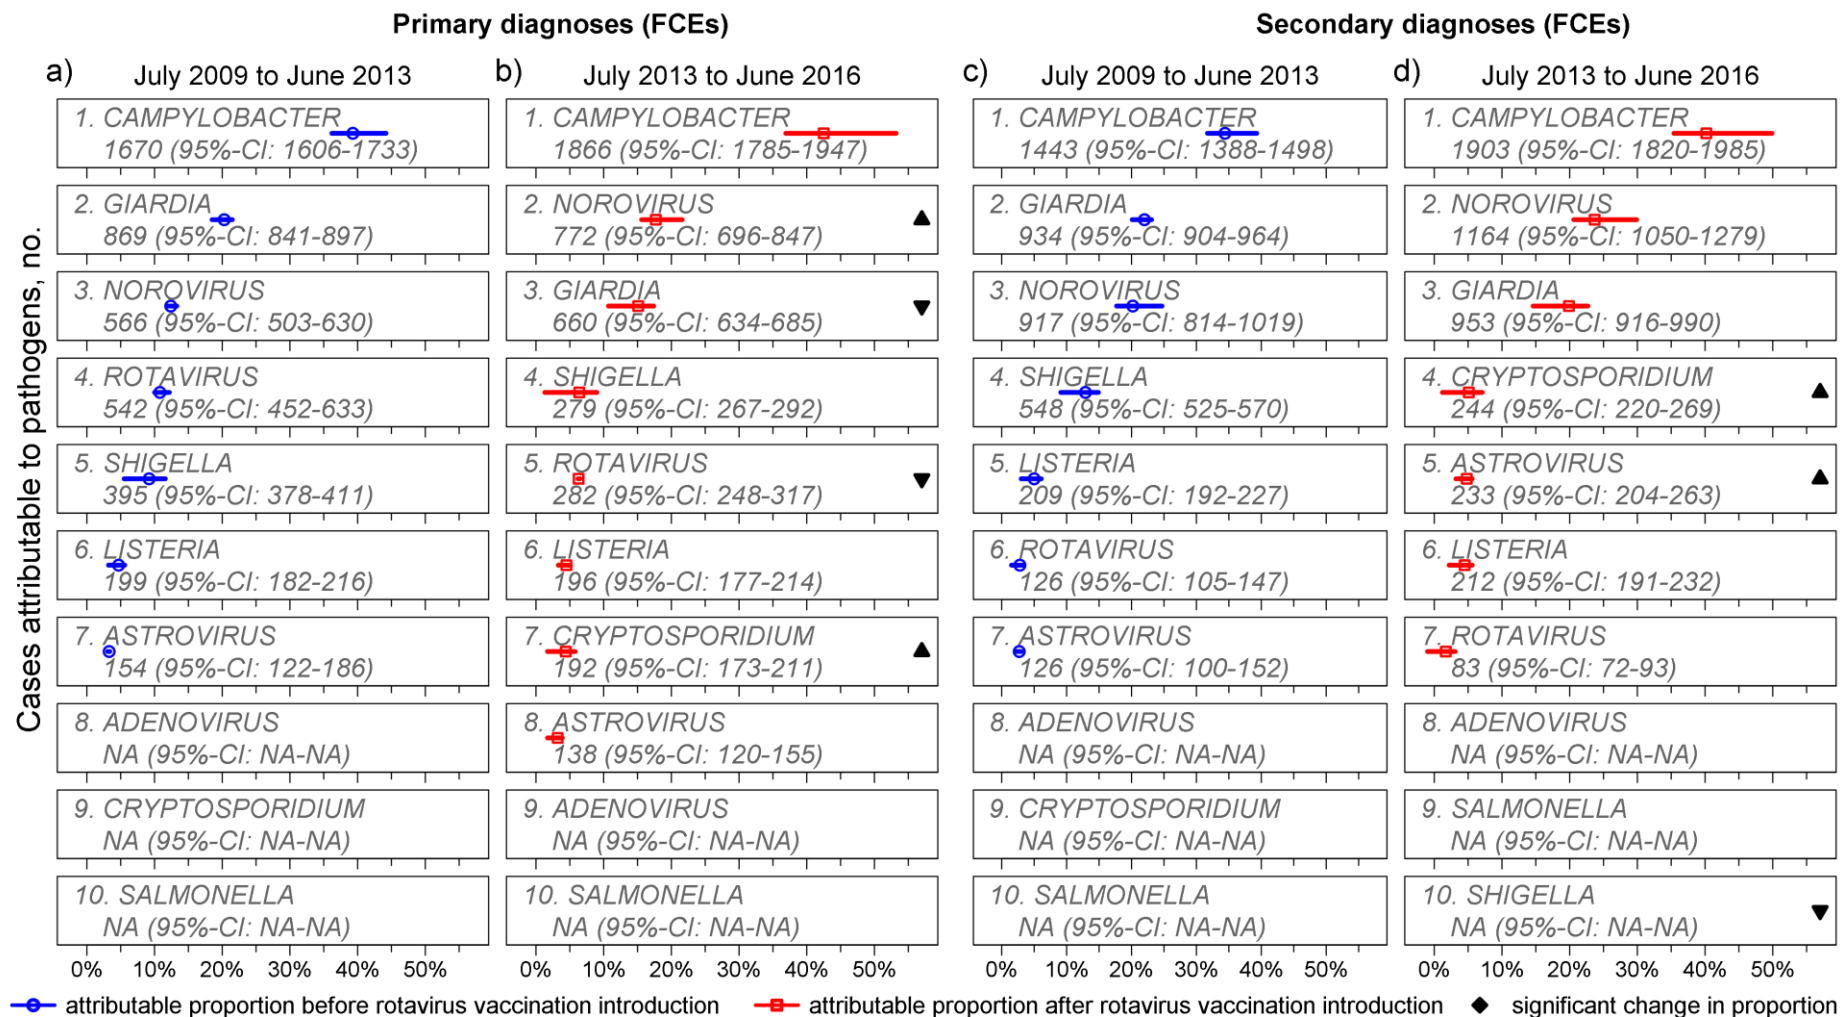 Primary diagnoses (FCEs)
Secondary diagnoses (FCEs)
Cases attributable to pathogens, no.
a)
July 2009 to June 2013
1. CAMPYLOBACTER
1670 (95%-CI: 1606-1733)
2. GIARDIA
869 (95%-CI: 841-897)
3. NOROVIRUS
566 (95%-CI: 503-630)
4. ROTAVIRUS
542 (95%-CI: 452-633)
5. SHIGELLA
395 (95%-CI: 378-411)
6. LISTERIA
199 (95%-CI: 182-216)
7. ASTROVIRUS
154 (95%-CI: 122-186)
8. ADENOVIRUS
NA (95%-CI: NA-NA)
9. CRYPTOSPORIDIUM
NA (95%-CI: NA-NA)
10. SALMONELLA
NA (95%-CI: NA-NA)
0% 10% 20% 30% 40% 50%
b)
July 2013 to June 2016
1. CAMPYLOBACTER
1866 (95%-CI: 1785-1947)
2. NOROVIRUS
772 (95%-CI: 696-847)
3. GIARDIA
660 (95%-CI: 634-685)
4. SHIGELLA
279 (95%-CI: 267-292)
5. ROTAVIRUS
282 (95%-CI: 248-317)
6. LISTERIA
196 (95%-CI: 177-214)
7. CRYPTOSPORIDIUM
192 (95%-CI: 173-211)
8. ASTROVIRUS
138 (95%-CI: 120-155)
9. ADENOVIRUS
NA (95%-CI: NA-NA)
10. SALMONELLA
NA (95%-CI: NA-NA)
0% 10% 20% 30% 40% 50%
c)
July 2009 to June 2013
1. CAMPYLOBACTER
1443 (95%-CI: 1388-1498)
2. GIARDIA
934 (95%-CI: 904-964)
3. NOROVIRUS
917 (95%-CI: 814-1019)
4. SHIGELLA
548 (95%-CI: 525-570)
5. LISTERIA
209 (95%-CI: 192-227)
6. ROTAVIRUS
126 (95%-CI: 105-147)
7. ASTROVIRUS
126 (95%-CI: 100-152)
8. ADENOVIRUS
NA (95%-CI: NA-NA)
9. CRYPTOSPORIDIUM
NA (95%-CI: NA-NA)
10. SALMONELLA
NA (95%-CI: NA-NA)
0% 10% 20% 30% 40% 50%
d)
July 2013 to June 2016
1. CAMPYLOBACTER
1903 (95%-CI: 1820-1985)
2. NOROVIRUS
1164 (95%-CI: 1050-1279)
3. GIARDIA
953 (95%-CI: 916-990)
4. CRYPTOSPORIDIUM
244 (95%-CI: 220-269)
5. ASTROVIRUS
233 (95%-CI: 204-263)
6. LISTERIA
212 (95%-CI: 191-232)
7. ROTAVIRUS
83 (95%-CI: 72-93)
8. ADENOVIRUS
NA (95%-CI: NA-NA)
9. SALMONELLA
NA (95%-CI: NA-NA)
10. SHIGELLA
NA (95%-CI: NA-NA)
0% 10% 20% 30% 40% 50%
attributable proportion before rotavirus vaccination introduction
attributable proportion after rotavirus vaccination introduction
significant change in proportion